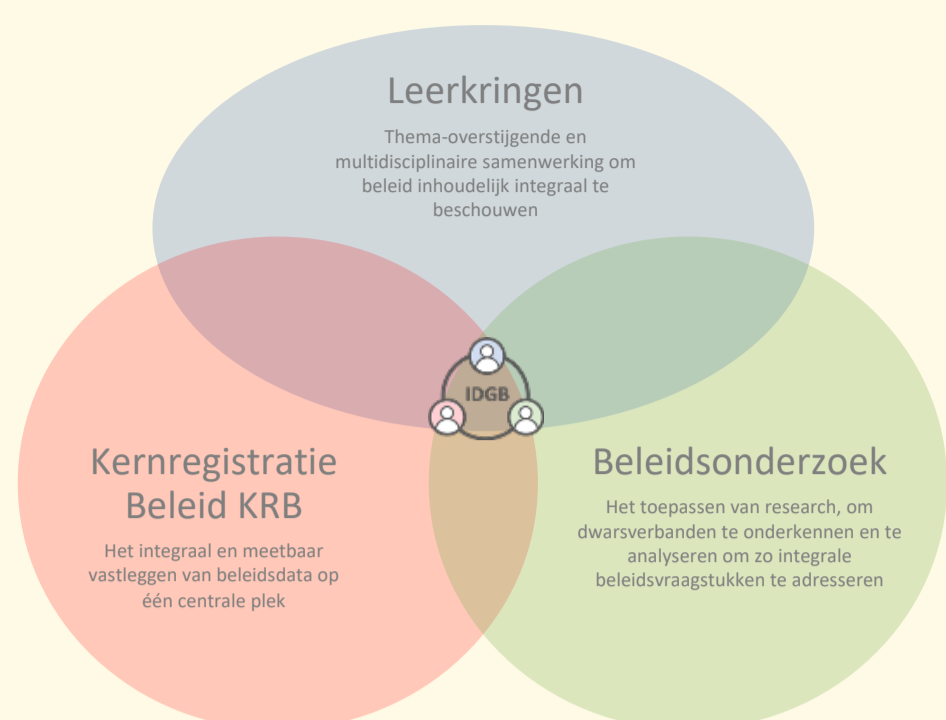 Leerkringen
Thema-overstijgende en
multidisciplinaire samenwerking om
beleid inhoudelijk integraal te
beschouwen
IDGB
Kernregistratie
Beleid KRB
Het integraal en meetbaar
vastleggen van beleidsdata op
één centrale plek
Beleidsonderzoek
Het toepassen van research, om
dwarsverbanden te onderkennen en te
analyseren om zo integrale
beleidsvraagstukken te adresseren